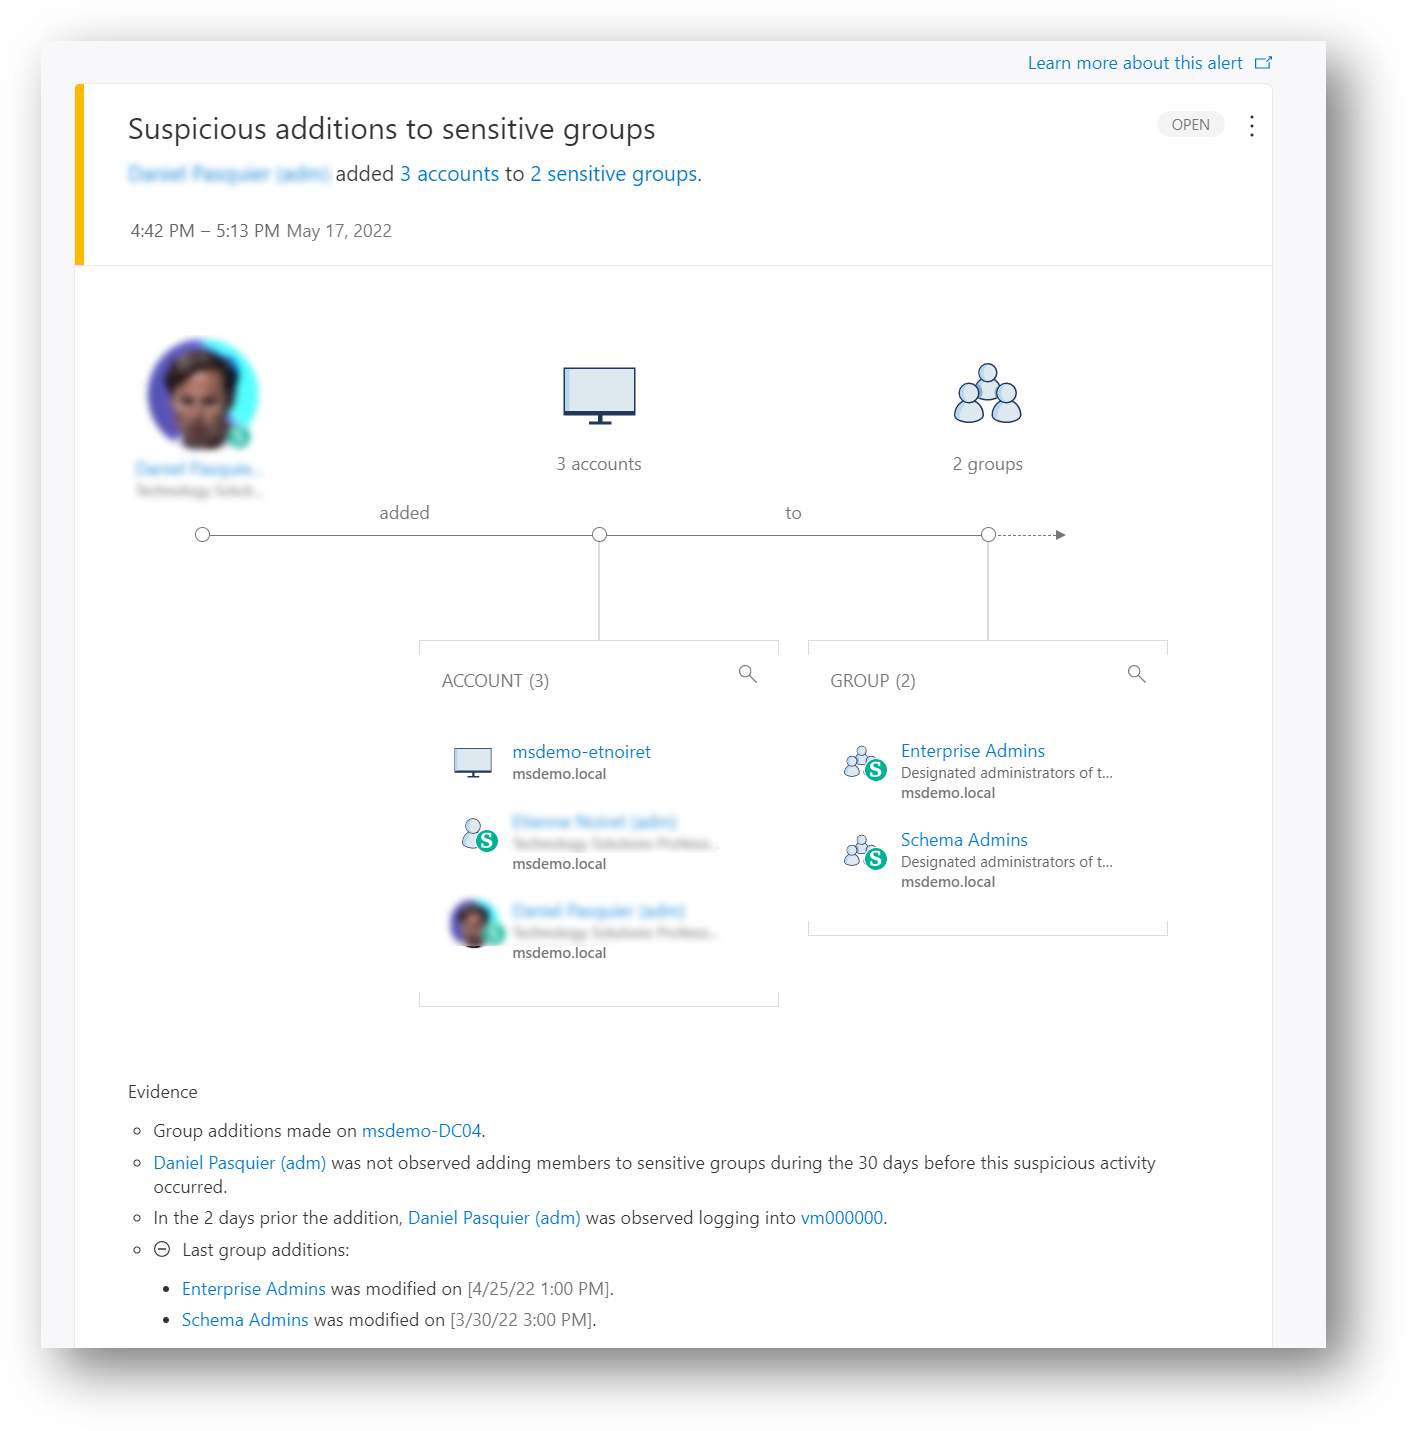 Learn more about this alert
Suspicious additions to sensitive groups
OPEN
Daniel Pasquier (adm) added 3 accounts to 2 sensitive groups.
4:42 PM – 5:13 PM May 17, 2022
3 accounts
2 groups
added
to
ACCOUNT (3)
msdemo-etnoiret
msdemo.local
msdemo.local
Daniel Pasquier (adm)
msdemo.local
GROUP (2)
Enterprise Admins
Designated administrators of t...
msdemo.local
Schema Admins
Designated administrators of t...
msdemo.local
Evidence
Group additions made on msdemo-DC04.
Daniel Pasquier (adm) was not observed adding members to sensitive groups during the 30 days before this suspicious activity
occurred.
In the 2 days prior the addition, Daniel Pasquier (adm) was observed logging into vm000000.
Last group additions:
Enterprise Admins was modified on [4/25/22 1:00 PM].
Schema Admins was modified on [3/30/22 3:00 PM].